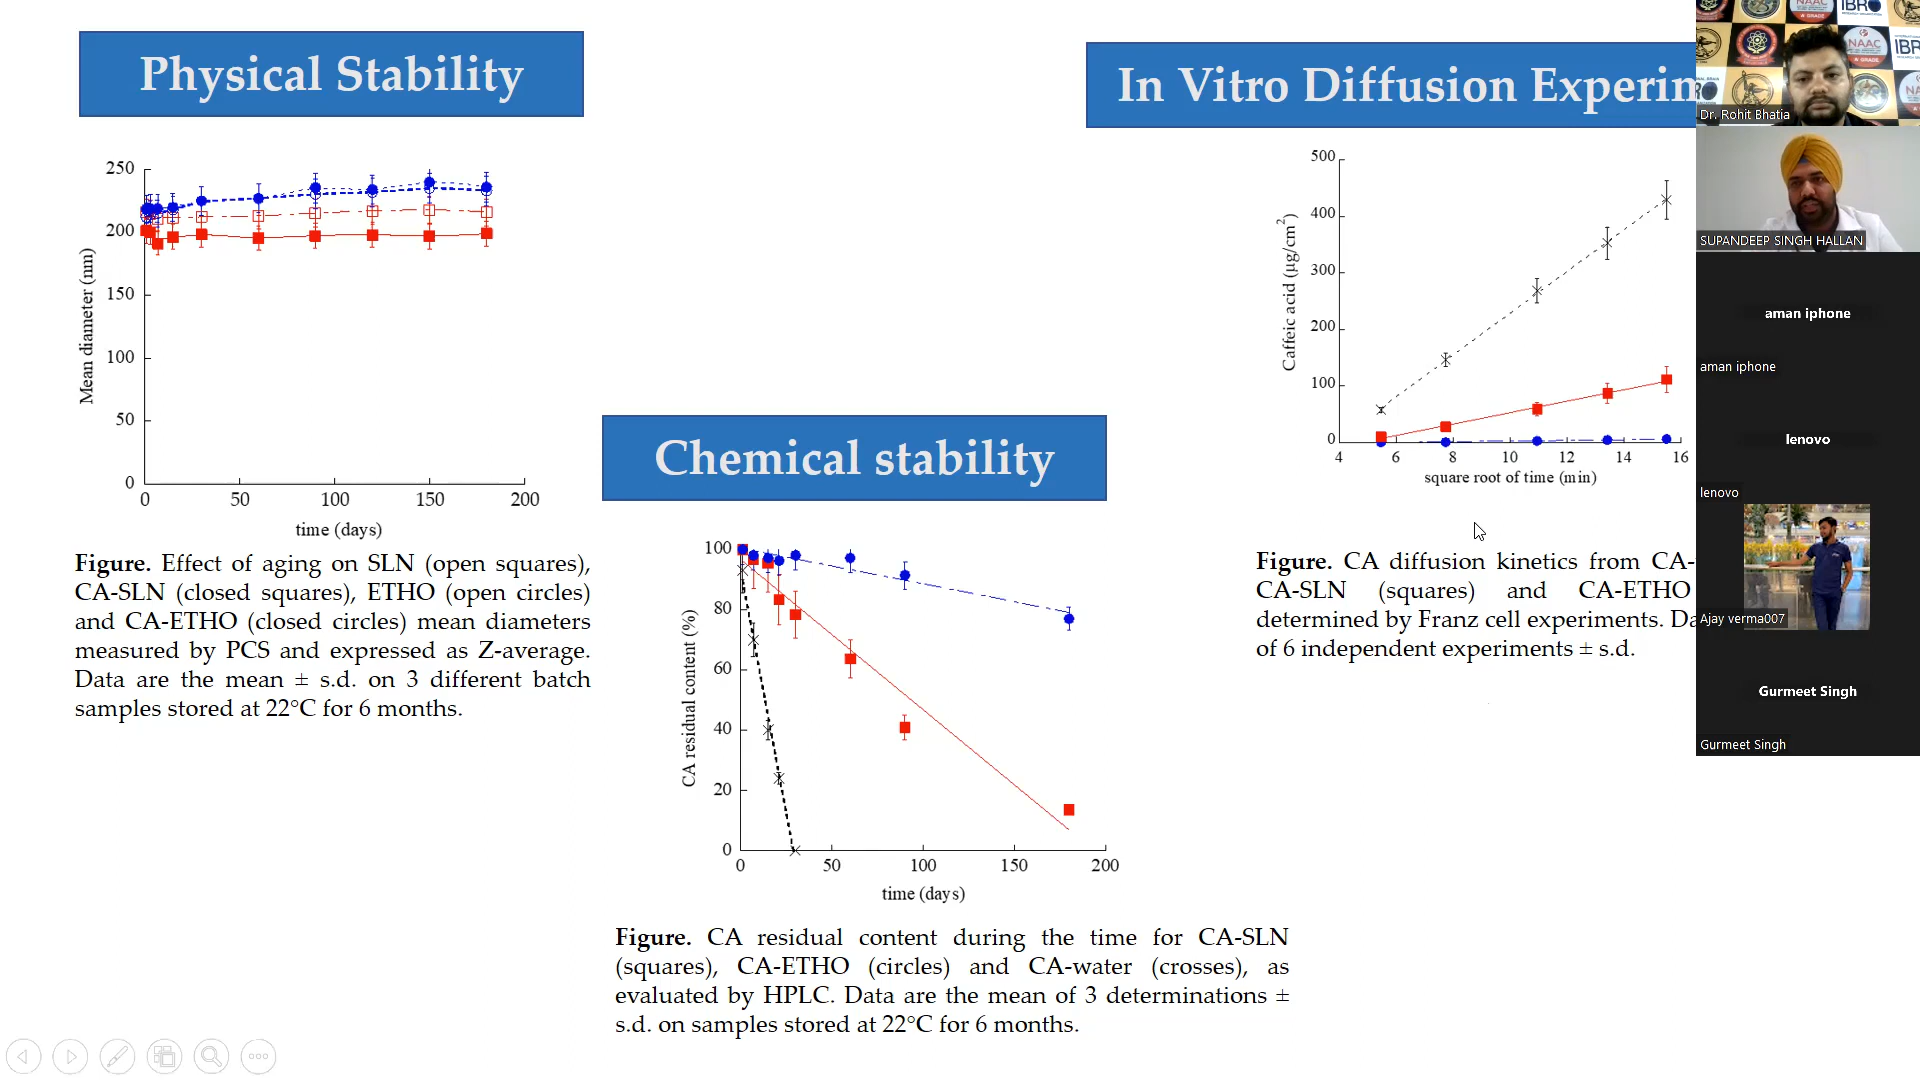 Physical Stability
250
200
150
100
50
0
0 50 100 150 200
Mean diameter (nm)
time (days)
Figure. Effect of aging on SLN (open squares),
CA-SLN (closed squares), ETHO (open circles)
and CA-ETHO (closed circles) mean diameters
measured by PCS and expressed as Z-average.
Data are the mean ± s.d. on 3 different batch
samples stored at 22°C for 6 months.
Chemical stability
100
80
60
40
20
0
0 50 100 150 200
CA residual content (%)
time (days)
Figure. CA residual content during the time for CA-SLN
(squares), CA-ETHO (circles) and CA-water (crosses), as
evaluated by HPLC. Data are the mean of 3 determinations ±
s.d. on samples stored at 22°C for 6 months.
In Vitro Diffusion Experim
500
400
300
200
100
0
4 6 8 10 12 14 16
Caffeic acid (µg/cm²)
square root of time (min)
Figure. CA diffusion kinetics from CA-
CA-SLN (squares) and CA-ETHO
determined by Franz cell experiments. Da
of 6 independent experiments ± s.d.
NAAC
A GRADE
IBRO
Dr. Rohit Bhatia
SUPANDEEP SINGH HALLAN
aman iphone
aman iphone
lenovo
lenovo
Ajay verma007
Gurmeet Singh
Gurmeet Singh